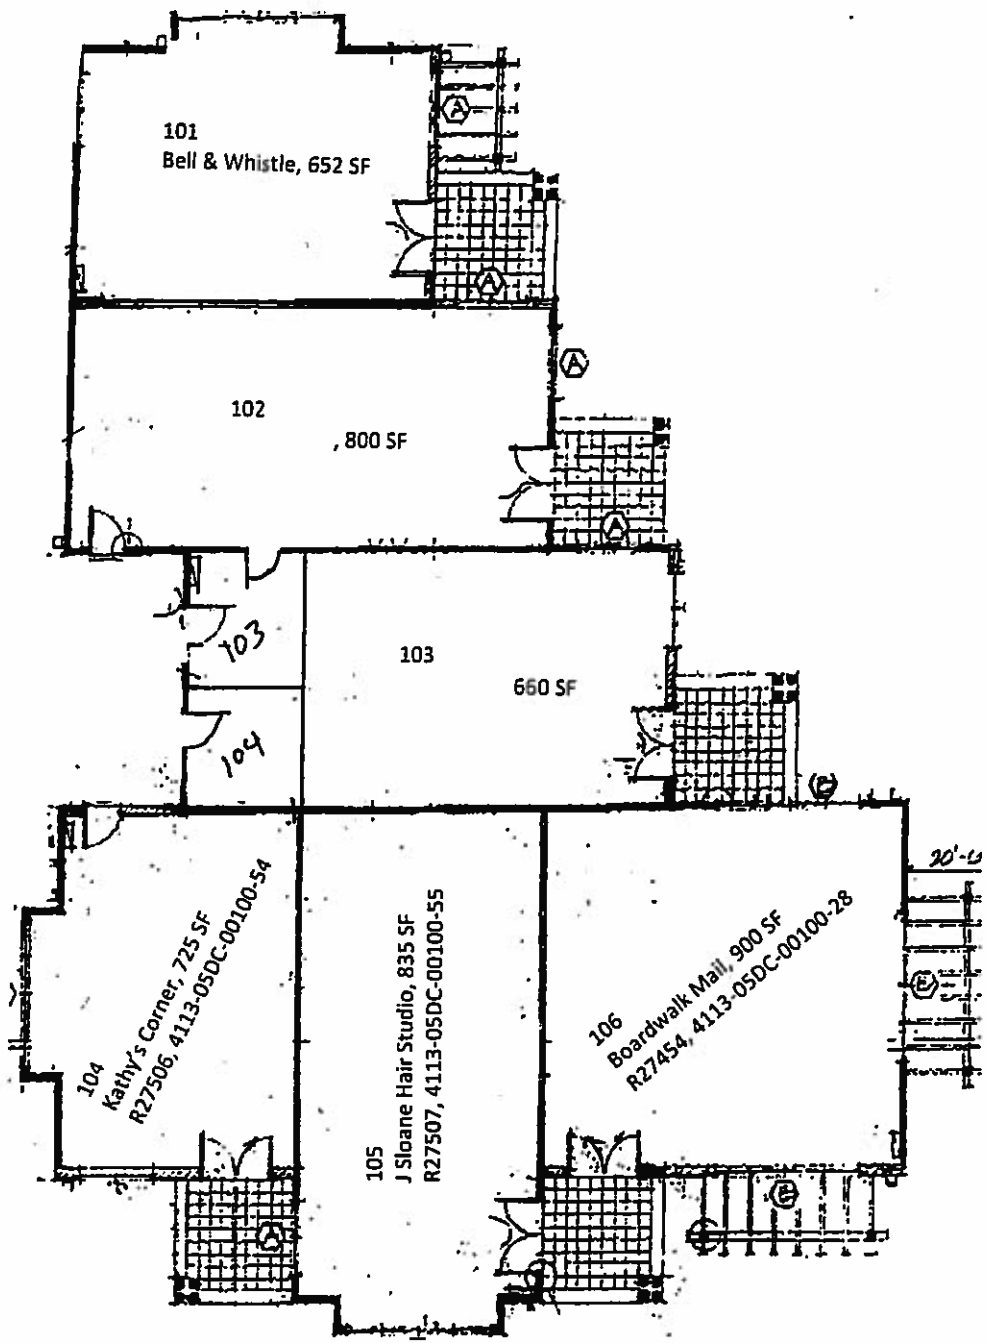 A
101
Bell & Whistle, 652 SF
A
A
102
, 800 SF
A
103
103
660 SF
104
E
20'-
104
Kathy's Corner, 725 SF
R27506, 4113-05DC-00100-54
105
J Sloane Hair Studio, 835 SF
R27507, 4113-05DC-00100-55
106
Boardwalk Mail, 900 SF
R27454, 4113-05DC-00100-28
E
E
A